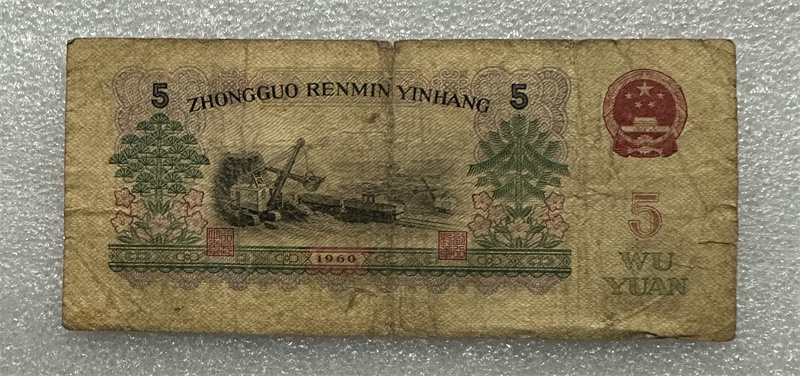 5 ZHONGGUO RENMIN YINHANG 5
5
WU
YUAN
1960